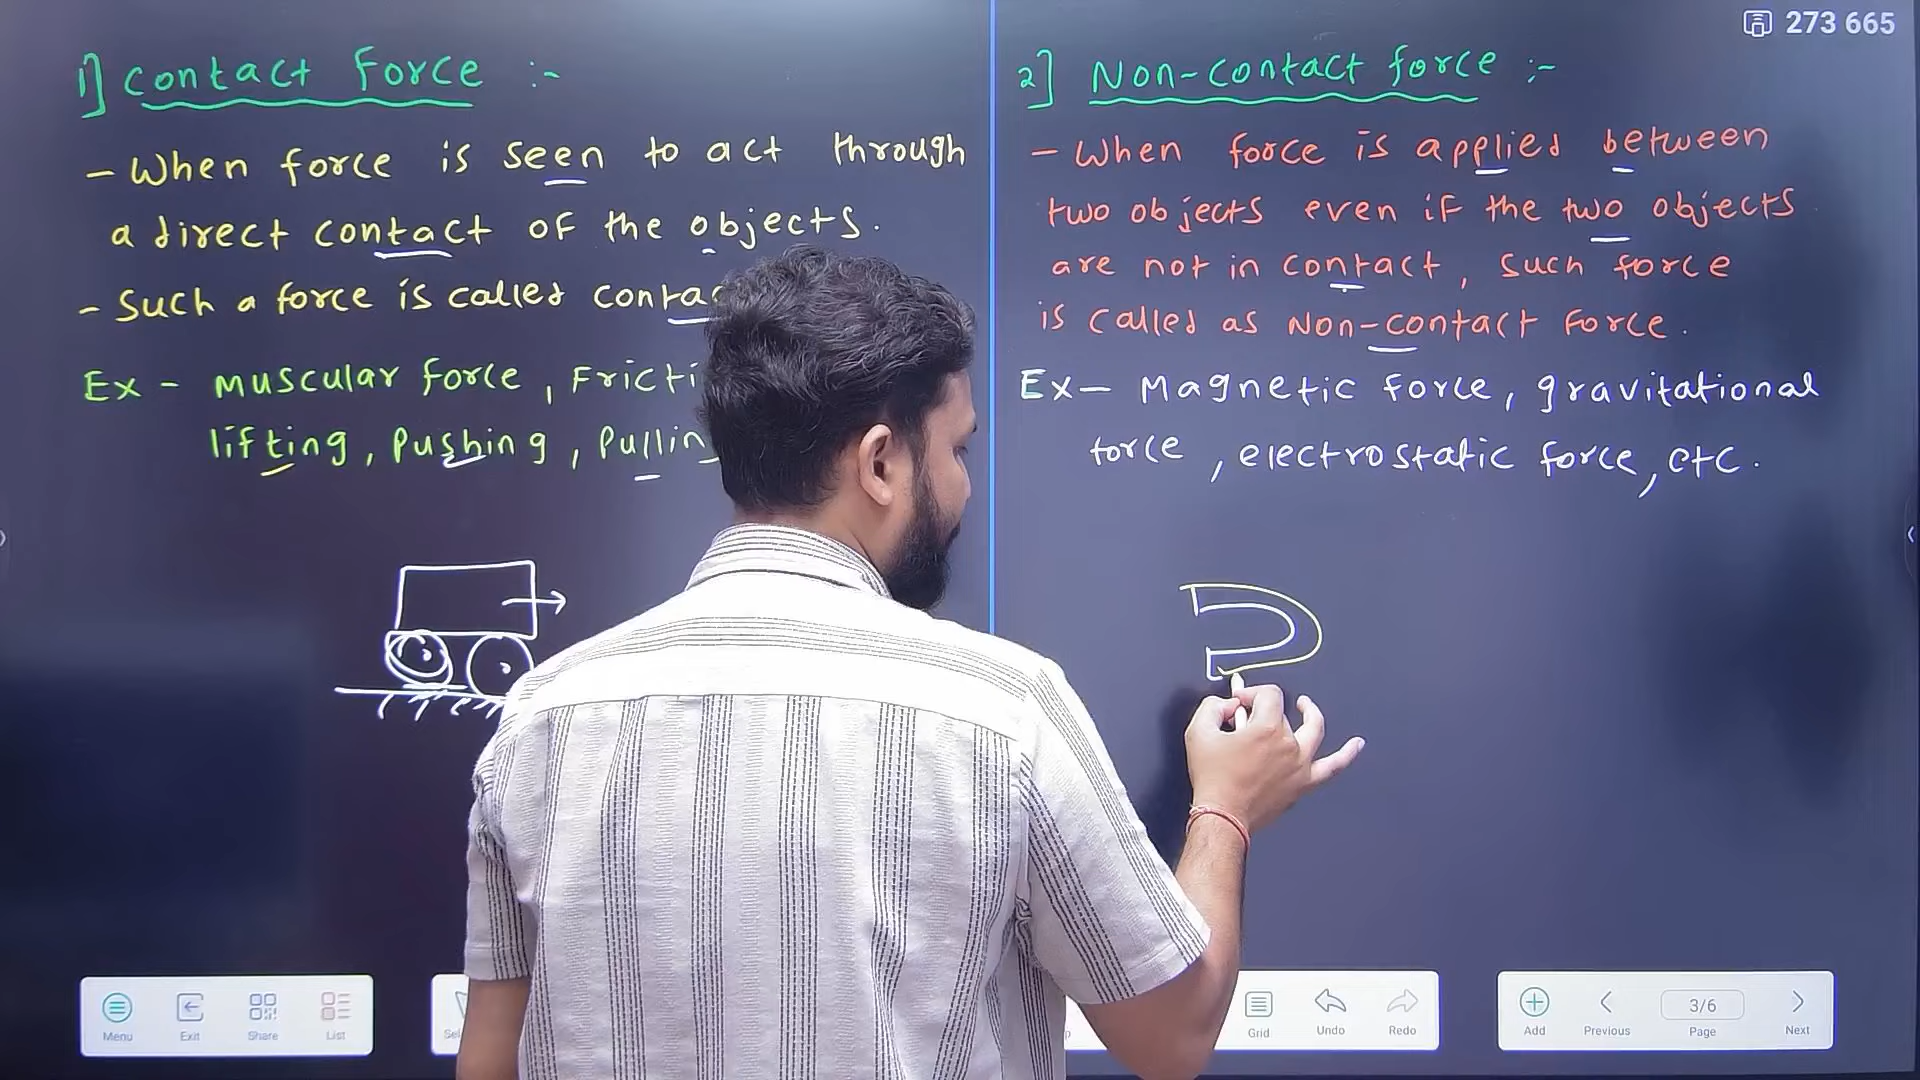 273 665
1] Contact Force :-
- When force is seen to act through
a direct contact of the objects.
- Such a force is called
Ex - Muscular force,
lifting, Pushing,
2] Non-contact force :-
- When force is applied between
two objects even if the two objects
are not in contact, such force
is called as Non-contact Force.
Ex- Magnetic force, gravitational
force, electrostatic force, etc.
Menu
Exit
Share
List
Grid
Undo
Redo
Add
Previous
3/6
Page
Next